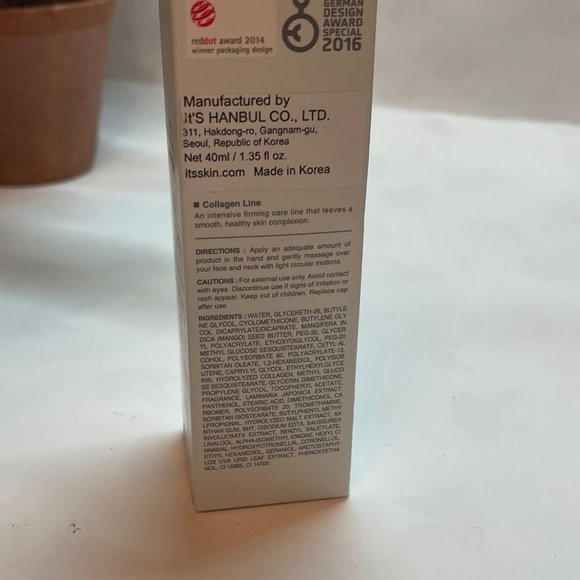 reddot award 2014
winner packaging design
GERMAN
DESIGN
AWARD
SPECIAL
2016
Manufactured by
It'S HANBUL CO., LTD.
311, Hakdong-ro, Gangnam-gu,
Seoul, Republic of Korea
Net 40ml / 1.35 fl oz.
itsskin.com Made in Korea
■ Collagen Line
An intensive firming care line that leaves a
smooth, healthy skin complexion.
DIRECTIONS : Apply an adequate amount of
product in the hand and gently massage over
your face and neck with light circular motions.
CAUTIONS : For external use only. Avoid contact
with eyes. Discontinue use if signs of irritation or
rash appear. Keep out of children. Replace cap
after use.
INGREDIENTS : WATER, GLYCERETH-26, BUTYLE
NE GLYCOL, CYCLOMETHICONE, BUTYLENE GLY
COL DICAPRYLATE/DICAPRATE, MANGIFERA IN
DICA (MANGO) SEED BUTTER, PEG-32, GLYCER
YL POLYACRYLATE, ETHOXYDIGLYCOL, PEG-20
METHYL GLUCOSE SESQUISTEARATE, CETYL AL
COHOL, POLYSORBATE 60, POLYACRYLATE-13,
SORBITAN OLEATE, 1,2-HEXANEDIOL, POLYISOB
UTENE, CAPRYLYL GLYCOL, ETHYLHEXYLGLYCE
RIN, HYDROLYZED COLLAGEN, METHYL GLUCO
SE SESQUISTEARATE, GLYCERIN, DIMETHICONE,
PROPYLENE GLYCOL, TOCOPHERYL ACETATE,
FRAGRANCE, LAMINARIA JAPONICA EXTRACT,
PANTHENOL, STEARIC ACID, DIMETHICONOL, CA
RBOMER, POLYSORBATE 20, TROMETHAMINE,
SORBITAN ISOSTEARATE, BUTYLPHENYL METHY
LPROPIONAL, HYDROLYZED MALT EXTRACT, XA
NTHAN GUM, BHT, DISODIUM EDTA, SAUSSUREA
INVOLUCRATA EXTRACT, BENZYL SALICYLATE,
LINALOOL, ALPHA-ISOMETHYL IONONE, HEXYL CI
NNAMAL, HYDROXYCITRONELLAL, CITRONELLOL,
ETHYL HEXANEDIOL, GERANIOL, ARCTOSTAPHY
LOS UVA URSI LEAF EXTRACT, PHENOXYETHA
NOL, CI 15985, CI 14700